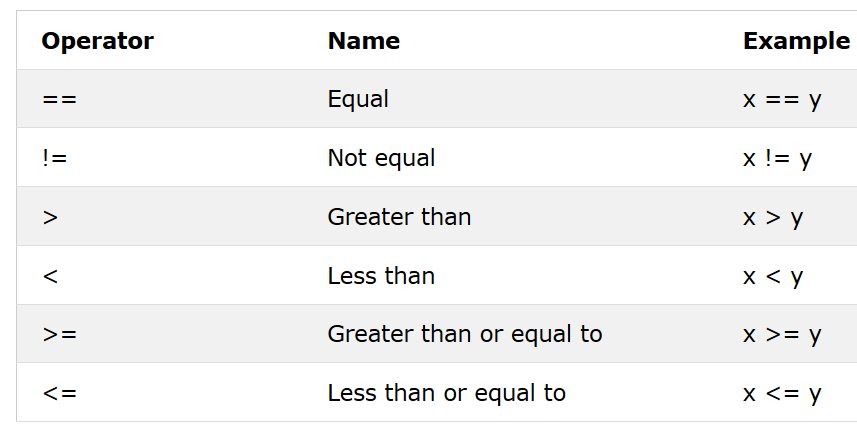 Operator Name Example
== Equal x == y
!= Not equal x != y
> Greater than x > y
< Less than x < y
>= Greater than or equal to x >= y
<= Less than or equal to x <= y